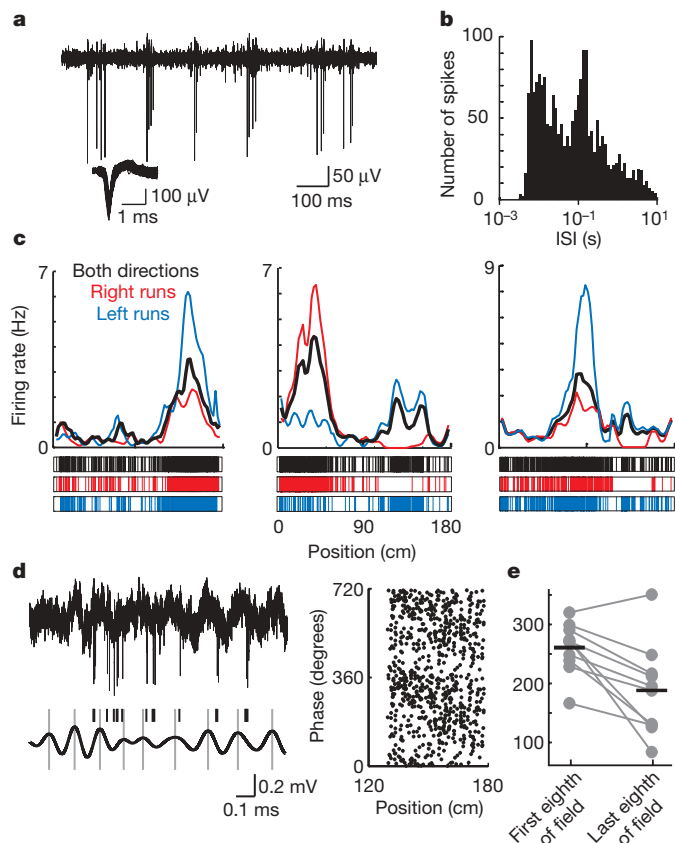 a
50 μV
100 ms
100 μV
1 ms
b
Number of spikes
100
50
0
10⁻³
10⁻¹
10¹
ISI (s)
c
Firing rate (Hz)
7
0
Both directions
Right runs
Left runs
7
0
9
0
0
90
180
Position (cm)
d
0.2 mV
0.1 ms
Phase (degrees)
720
360
0
120
180
Position (cm)
e
300
200
100
First eighth
of field
Last eighth
of field